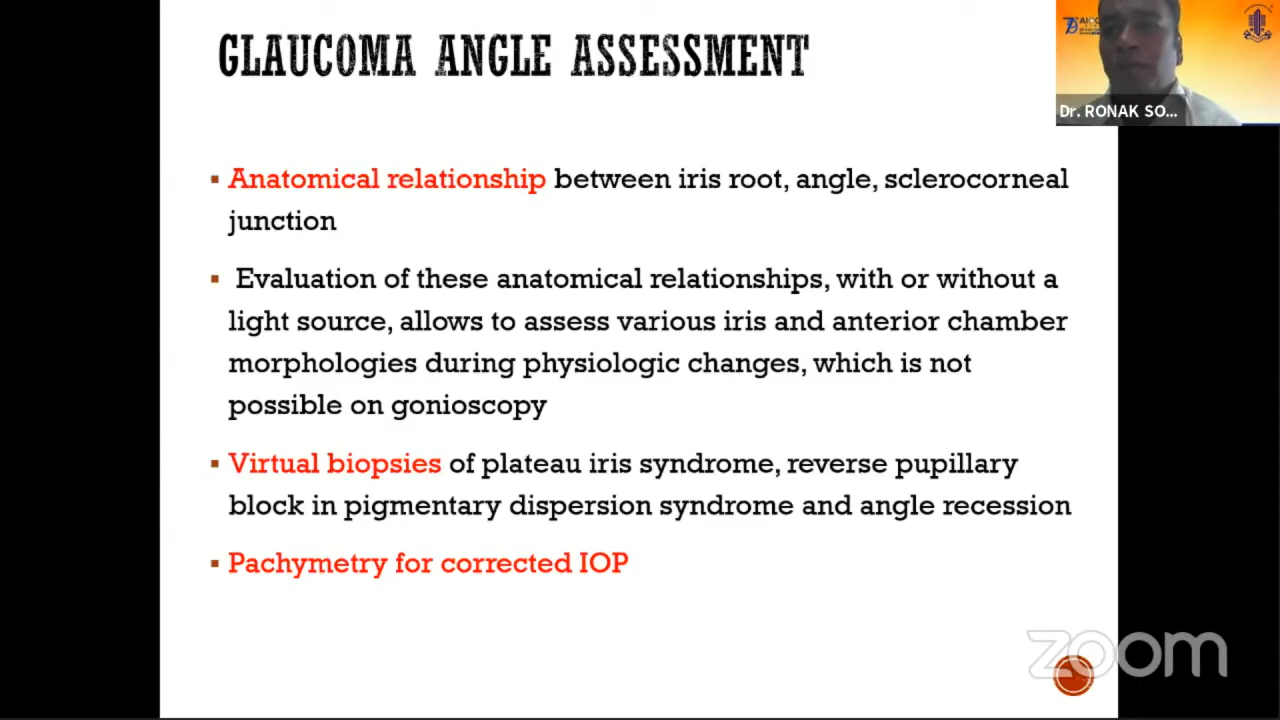 GLAUCOMA ANGLE ASSESSMENT
Dr. RONAK SO...
▪ Anatomical relationship between iris root, angle, sclerocorneal
junction
▪ Evaluation of these anatomical relationships, with or without a
light source, allows to assess various iris and anterior chamber
morphologies during physiologic changes, which is not
possible on gonioscopy
▪ Virtual biopsies of plateau iris syndrome, reverse pupillary
block in pigmentary dispersion syndrome and angle recession
▪ Pachymetry for corrected IOP
zoom